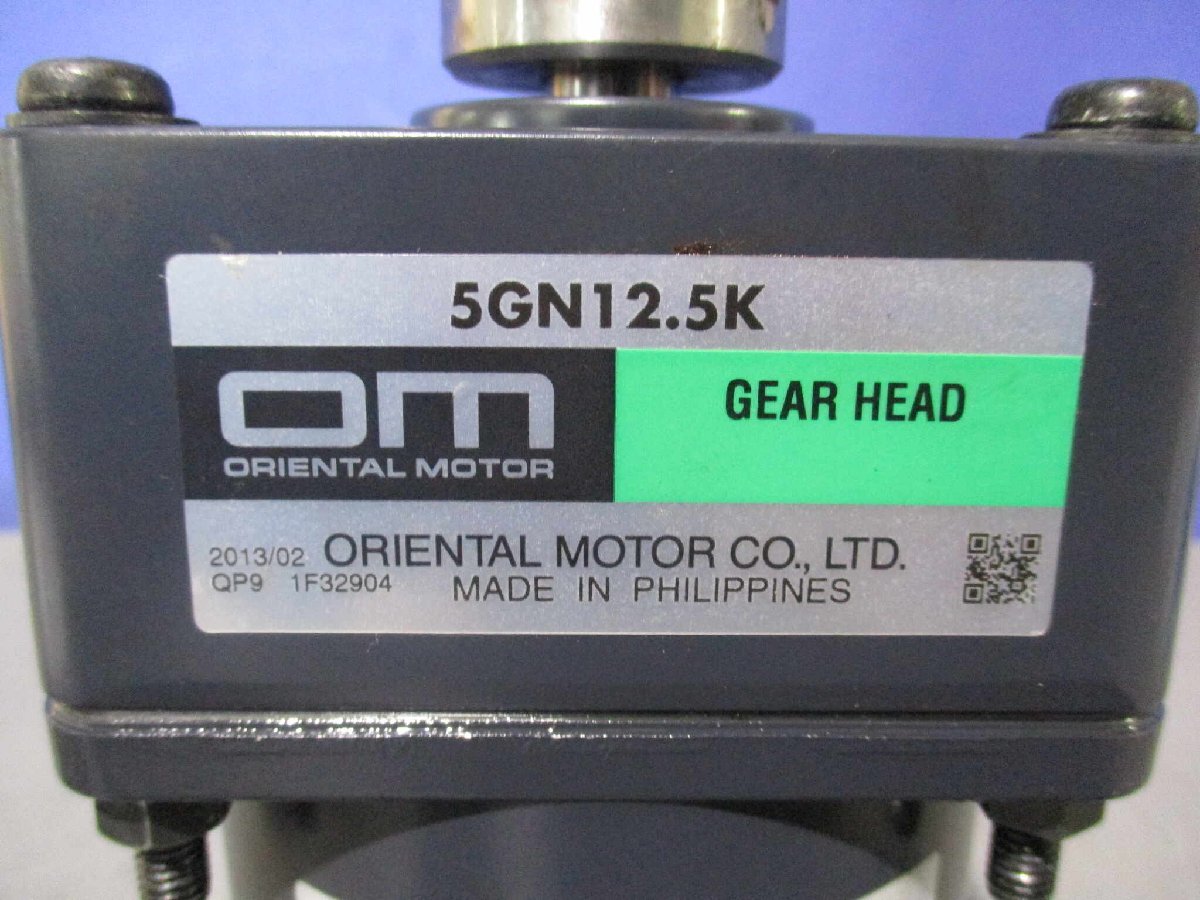 5GN12.5K
OM
ORIENTAL MOTOR
GEAR HEAD
2013/02 ORIENTAL MOTOR CO., LTD.
QP9 1F32904 MADE IN PHILIPPINES